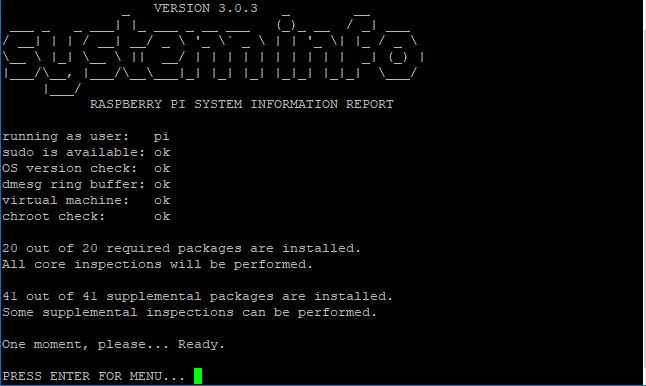 VERSION 3.0.3
systeminfo
RASPBERRY PI SYSTEM INFORMATION REPORT
running as user: pi
sudo is available: ok
OS version check: ok
dmesg ring buffer: ok
virtual machine: ok
chroot check: ok
20 out of 20 required packages are installed.
All core inspections will be performed.
41 out of 41 supplemental packages are installed.
Some supplemental inspections can be performed.
One moment, please... Ready.
PRESS ENTER FOR MENU...